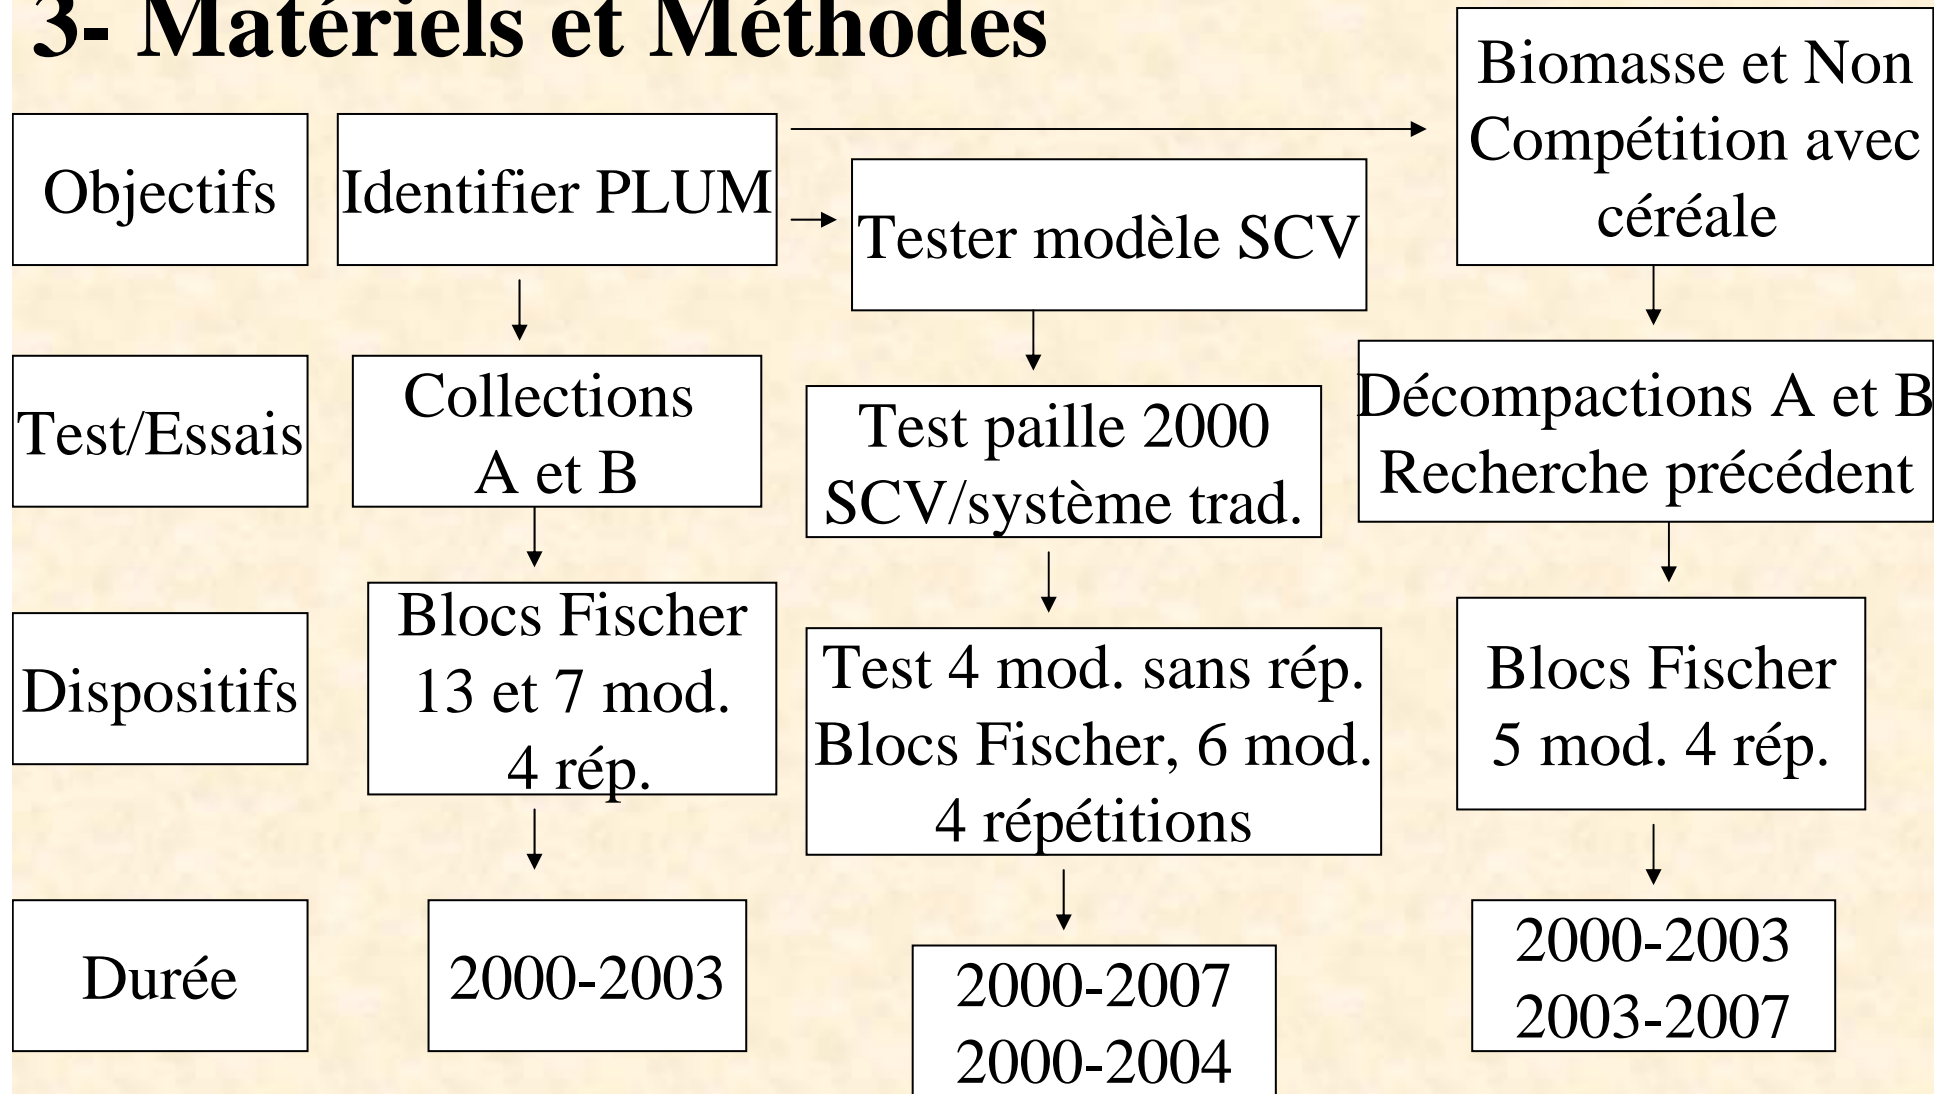 3- Matériels et Méthodes
Objectifs
Identifier PLUM
Tester modèle SCV
Biomasse et Non
Compétition avec
céréale
Test/Essais
Collections
A et B
Test paille 2000
SCV/système trad.
Décompactions A et B
Recherche précédent
Dispositifs
Blocs Fischer
13 et 7 mod.
4 rép.
Test 4 mod. sans rép.
Blocs Fischer, 6 mod.
4 répétitions
Blocs Fischer
5 mod. 4 rép.
Durée
2000-2003
2000-2007
2000-2004
2000-2003
2003-2007